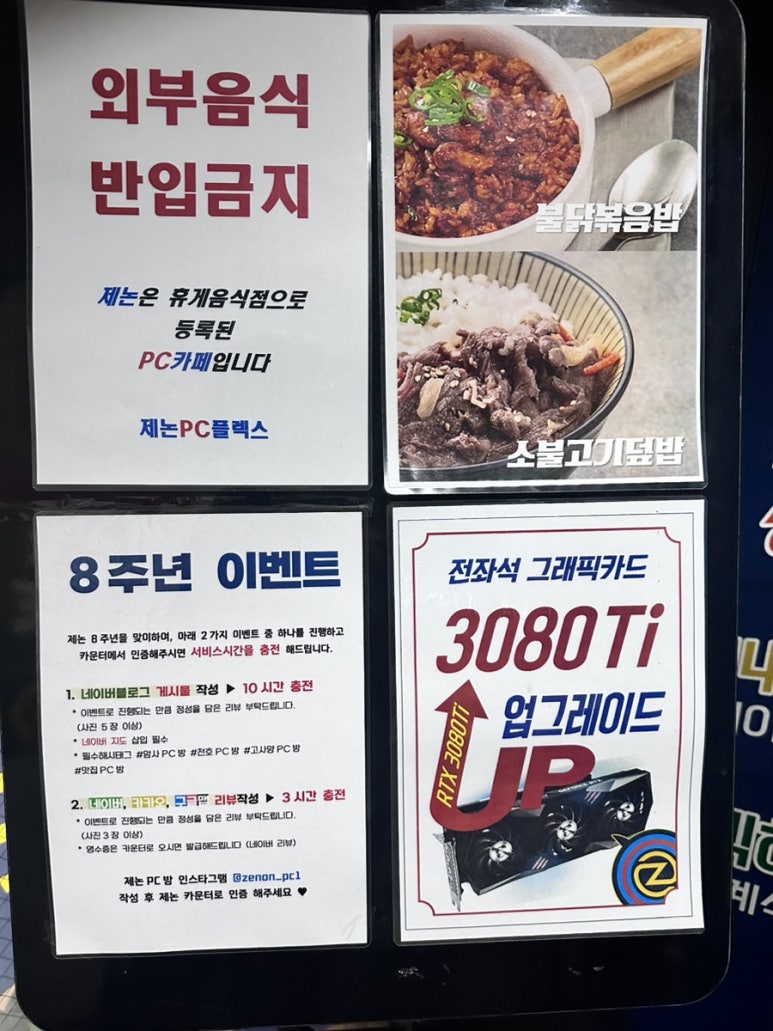 외부음식
반입금지
제논은 휴게음식점으로
등록된
PC카페입니다
제논PC플렉스
불닭볶음밥
소불고기덮밥
8주년 이벤트
제논 8주년을 맞이하여, 아래 2가지 이벤트 중 하나를 진행하고
카운터에서 인증해주시면 서비스시간을 충전 해드립니다.
1. 네이버블로그 게시물 작성 ▶ 10시간 충전
* 이벤트로 진행되는 만큼 정성을 담은 리뷰 부탁드립니다.
(사진 5장 이상)
* 네이버 지도 삽입 필수
* 필수해시태그 #암사PC방 #천호PC방 #고사양PC방
#맛집PC방
2. 네이버, 카카오, 구글맵 리뷰작성 ▶ 3시간 충전
* 이벤트로 진행되는 만큼 정성을 담은 리뷰 부탁드립니다.
(사진 3장 이상)
* 영수증은 카운터로 오시면 발급해드립니다 (네이버 리뷰)
제논PC방 인스타그램 @zenon_pc1
작성 후 제논 카운터로 인증 해주세요 ♥
전좌석 그래픽카드
3080Ti
업그레이드
RTX 3080Ti
UP
Z